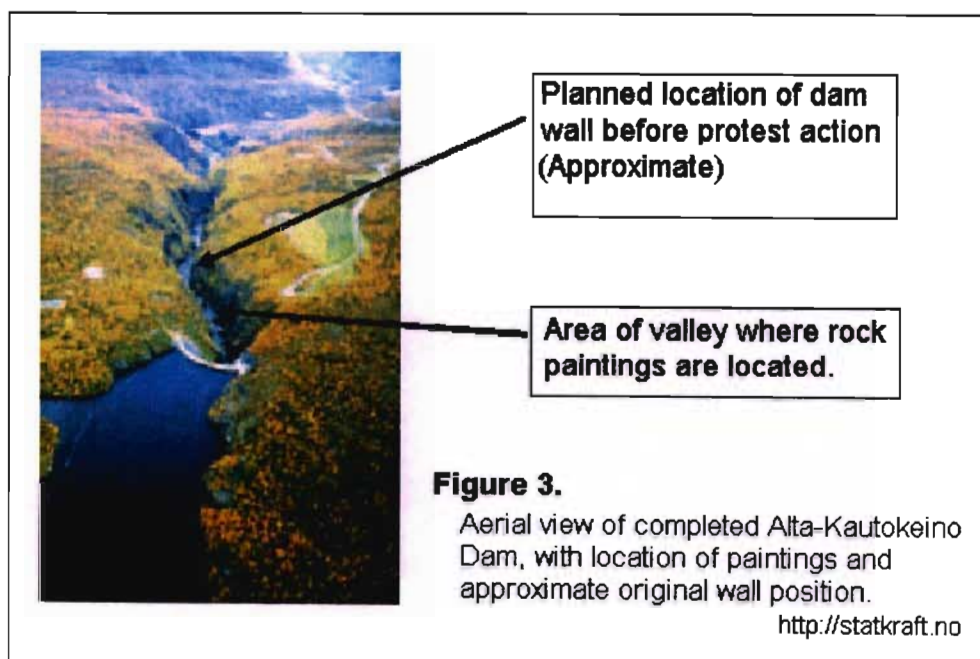 Planned location of dam
wall before protest action
(Approximate)
Area of valley where rock
paintings are located.
Figure 3.
Aerial view of completed Alta-Kautokeino
Dam, with location of paintings and
approximate original wall position.
http://statkraft.no